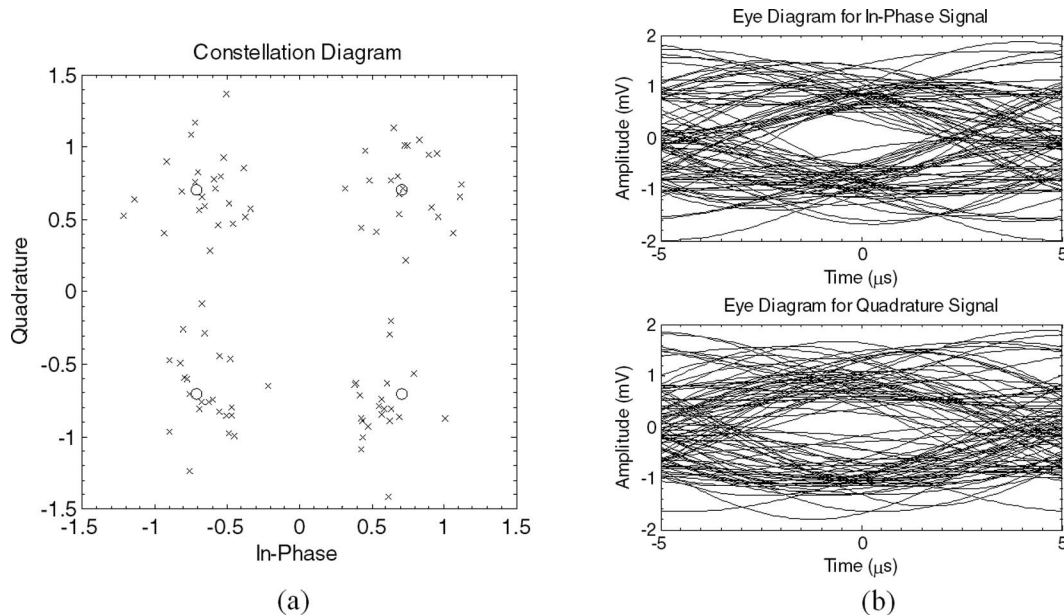 Constellation Diagram
1.5
1
0.5
0
-0.5
-1
-1.5
Quadrature
-1.5 -1 -0.5 0 0.5 1 1.5
In-Phase
(a)
Eye Diagram for In-Phase Signal
2
1
0
-1
-2
Amplitude (mV)
-5 0 5
Time (μs)
Eye Diagram for Quadrature Signal
2
1
0
-1
-2
Amplitude (mV)
-5 0 5
Time (μs)
(b)